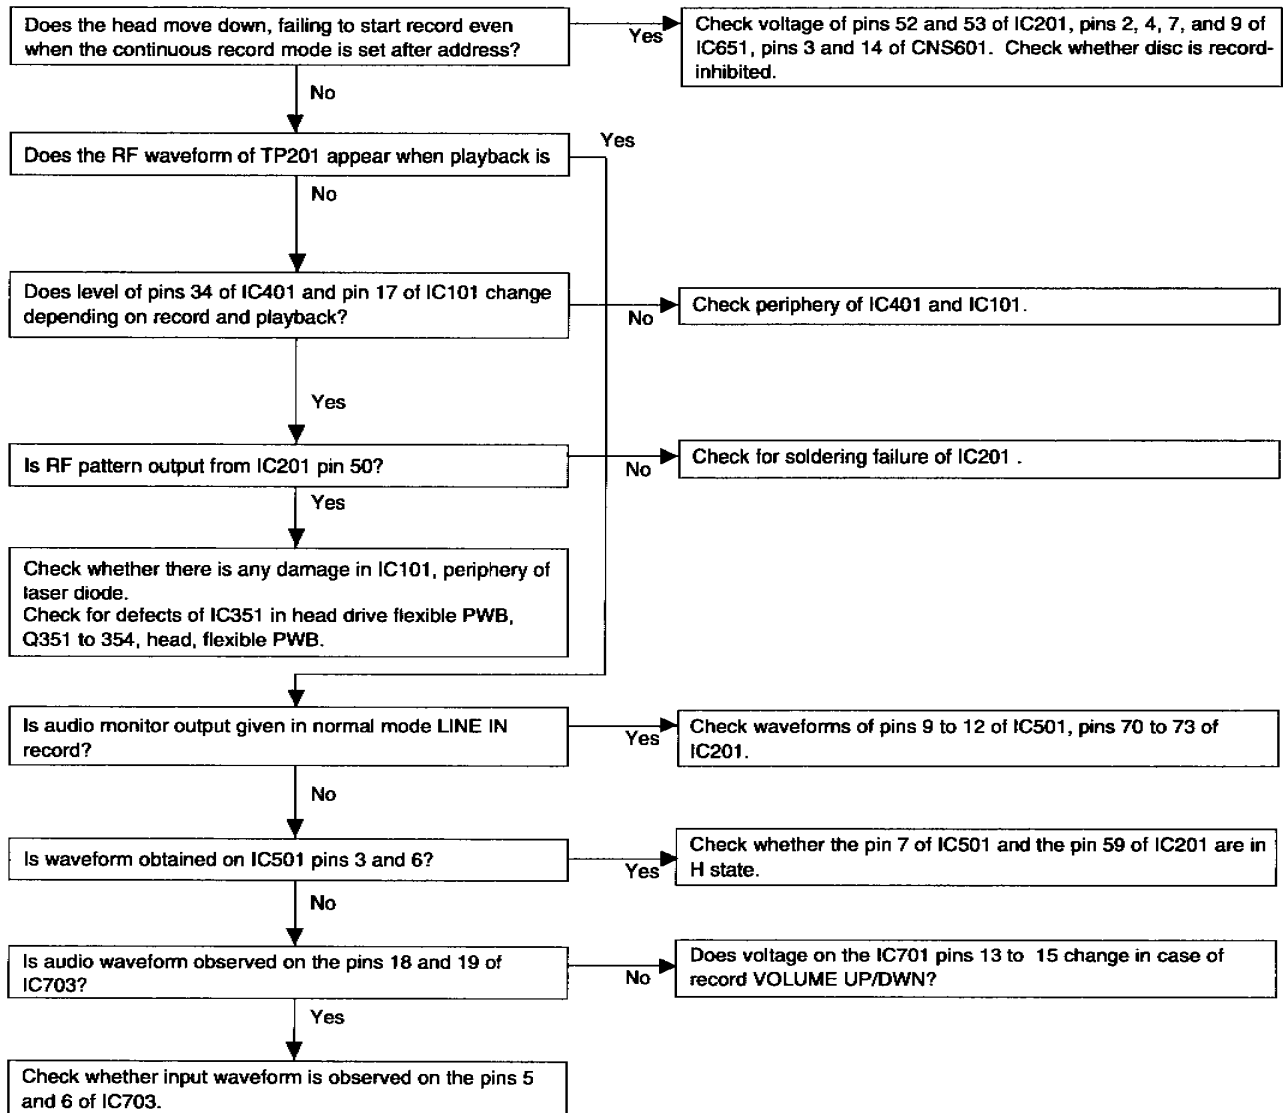 Does the head move down, failing to start record even
when the continuous record mode is set after address?
Yes
Check voltage of pins 52 and 53 of IC201, pins 2, 4, 7, and 9 of
IC651, pins 3 and 14 of CNS601. Check whether disc is record-
inhibited.
No
Does the RF waveform of TP201 appear when playback is
Yes
No
Does level of pins 34 of IC401 and pin 17 of IC101 change
depending on record and playback?
No
Check periphery of IC401 and IC101.
Yes
Is RF pattern output from IC201 pin 50?
No
Check for soldering failure of IC201 .
Yes
Check whether there is any damage in IC101, periphery of
laser diode.
Check for defects of IC351 in head drive flexible PWB,
Q351 to 354, head, flexible PWB.
Is audio monitor output given in normal mode LINE IN
record?
Yes
Check waveforms of pins 9 to 12 of IC501, pins 70 to 73 of
IC201.
No
Is waveform obtained on IC501 pins 3 and 6?
Yes
Check whether the pin 7 of IC501 and the pin 59 of IC201 are in
H state.
No
Is audio waveform observed on the pins 18 and 19 of
IC703?
No
Does voltage on the IC701 pins 13 to 15 change in case of
record VOLUME UP/DWN?
Yes
Check whether input waveform is observed on the pins 5
and 6 of IC703.